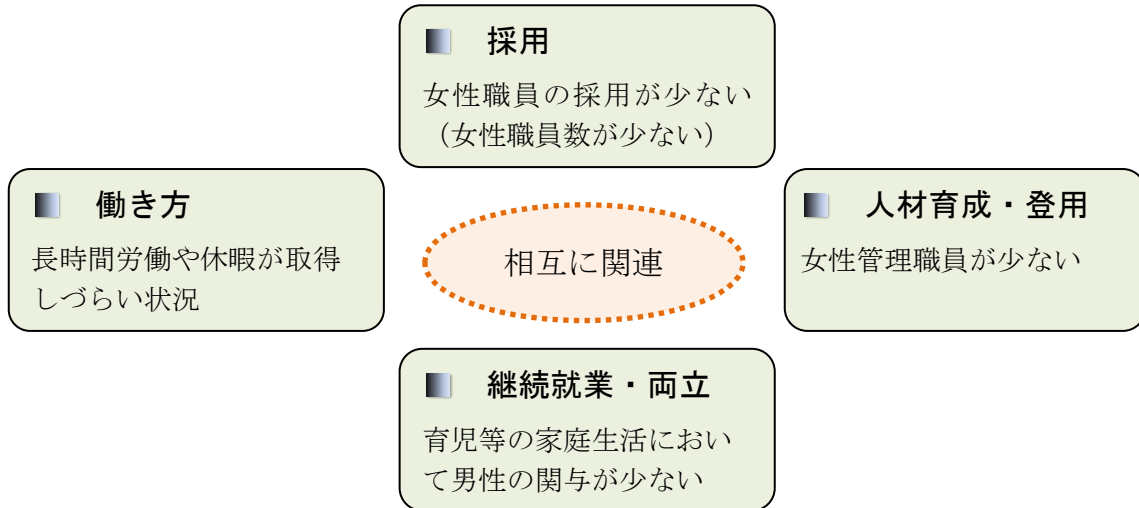 採用
女性職員の採用が少ない
（女性職員数が少ない）
働き方
長時間労働や休暇が取得
しづらい状況
相互に関連
人材育成・登用
女性管理職員が少ない
継続就業・両立
育児等の家庭生活におい
て男性の関与が少ない